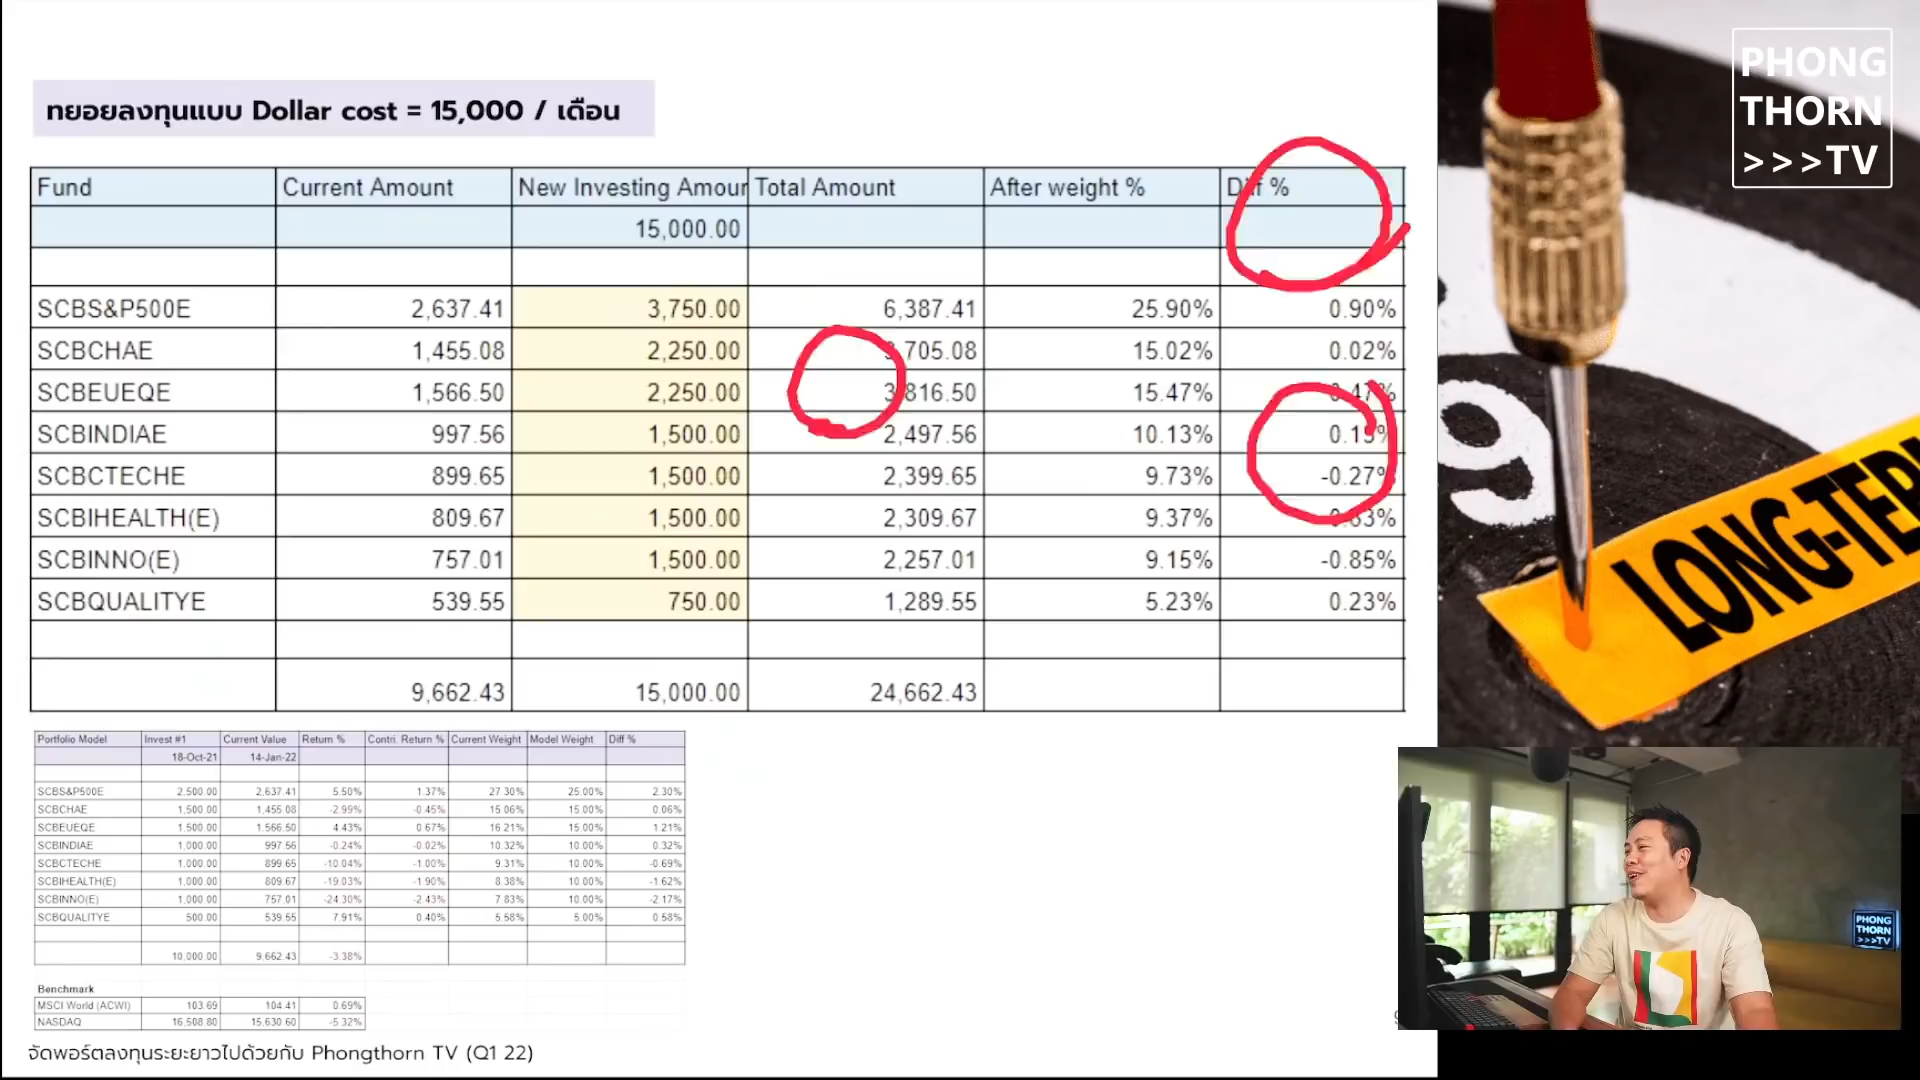 ทยอยลงทุนแบบ Dollar cost = 15,000 / เดือน
Fund Current Amount New Investing Amour Total Amount After weight % Diff %
15,000.00
SCBS&P500E 2,637.41 3,750.00 6,387.41 25.90% 0.90%
SCBCHAE 1,455.08 2,250.00 3,705.08 15.02% 0.02%
SCBEUEQE 1,566.50 2,250.00 3,816.50 15.47% 0.47%
SCBINDIAE 997.56 1,500.00 2,497.56 10.13% 0.13%
SCBCTECHE 899.65 1,500.00 2,399.65 9.73% -0.27%
SCBIHEALTH(E) 809.67 1,500.00 2,309.67 9.37%
SCBINNO(E) 757.01 1,500.00 2,257.01 9.15% -0.85%
SCBQUALITYE 539.55 750.00 1,289.55 5.23% 0.23%
9,662.43 15,000.00 24,662.43
Portfolio Model Invest #1 Current Value Return % Contri. Return % Current Weight Model Weight Diff %
18-Oct-21 14-Jan-22
SCBS&P500E 2,500.00 2,637.41 5.50% 1.37% 27.30% 25.00% 2.30%
SCBCHAE 1,500.00 1,455.08 -2.99% -0.45% 15.06% 15.00% 0.06%
SCBEUEQE 1,500.00 1,566.50 4.43% 0.67% 16.21% 15.00% 1.21%
SCBINDIAE 1,000.00 997.56 -0.24% -0.02% 10.32% 10.00% 0.32%
SCBCTECHE 1,000.00 899.65 -10.04% -1.00% 9.31% 10.00% -0.69%
SCBIHEALTH(E) 1,000.00 809.67 -19.03% -1.90% 8.38% 10.00% -1.62%
SCBINNO(E) 1,000.00 757.01 -24.30% -2.43% 7.83% 10.00% -2.17%
SCBQUALITYE 500.00 539.55 7.91% 0.40% 5.58% 5.00% 0.58%
10,000.00 9,662.43 -3.38%
Benchmark
MSCI World (ACWI) 103.69 104.41 0.69%
NASDAQ 16,508.80 15,630.60 -5.32%
จัดพอร์ตลงทุนระยะยาวไปด้วยกับ Phongthorn TV (Q1 22)
PHONG
THORN
>>>TV
9
LONG-TER
PHONG
THORN
>>>TV